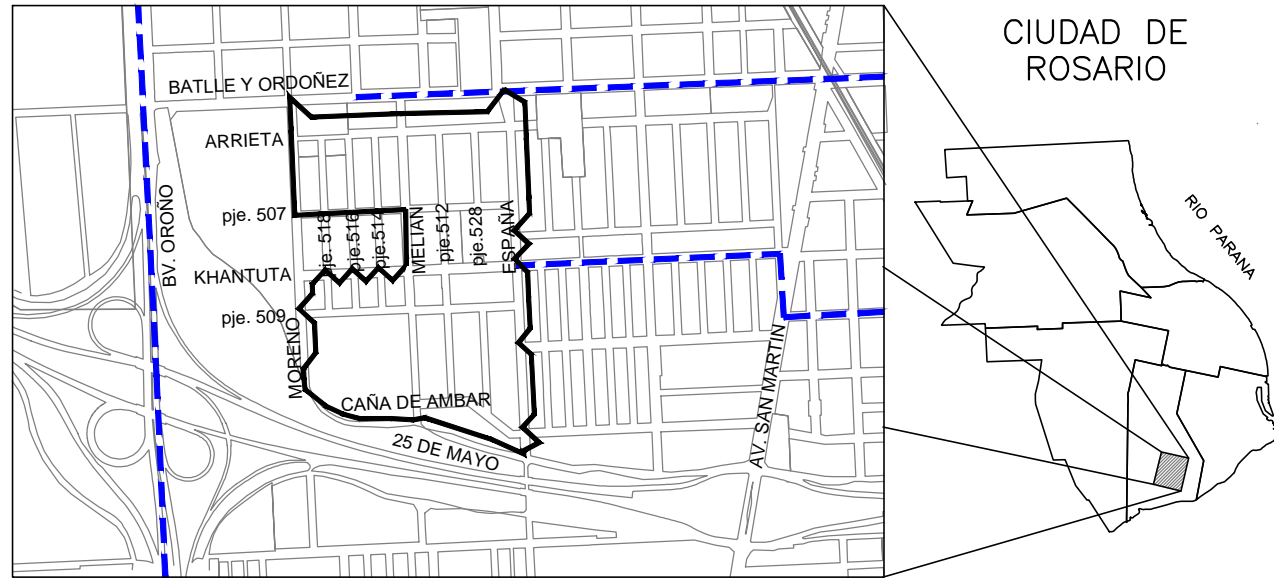 CIUDAD DE
ROSARIO
BATLLE Y ORDOÑEZ
ARRIETA
pje. 507
BV. OROÑO
KHANTUTA
pje. 509
MORENO
pje. 518
pje.516
pje.514
MELIAN
pje.512
pje.528
ESPAÑA
CAÑA DE AMBAR
25 DE MAYO
AV. SAN MARTIN
RIO PARANA